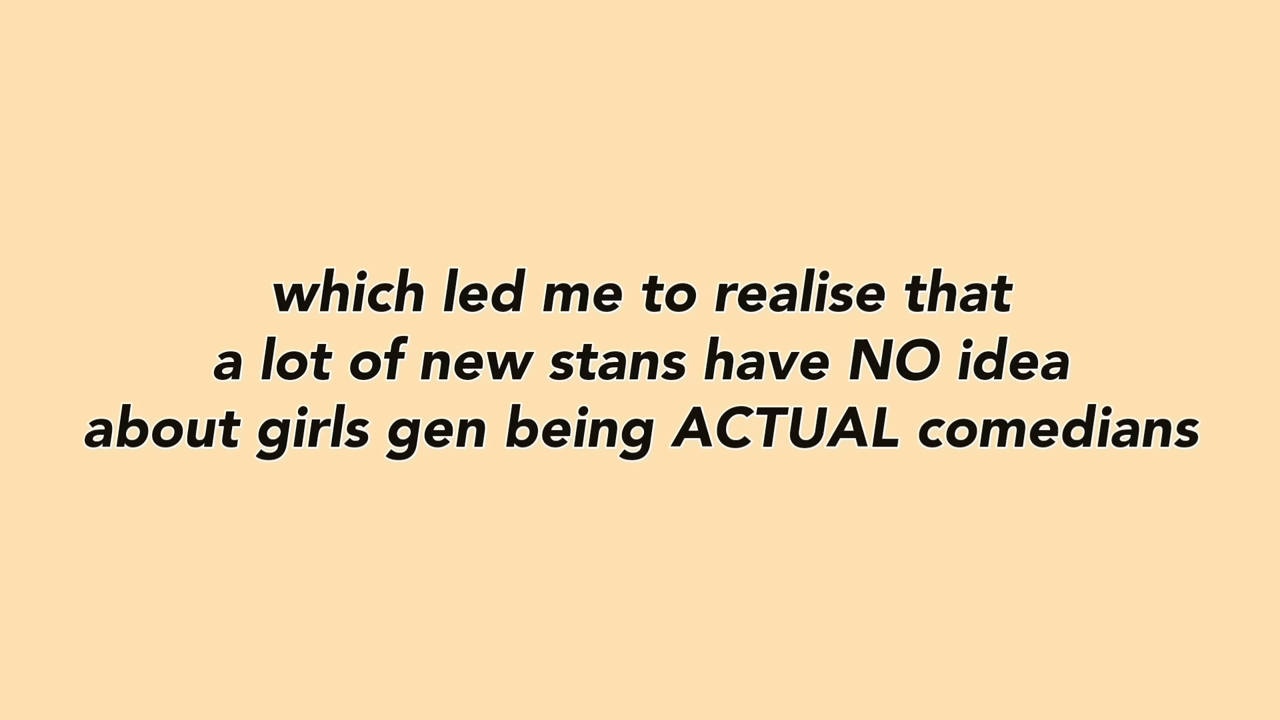 which led me to realise that
a lot of new stans have NO idea
about girls gen being ACTUAL comedians